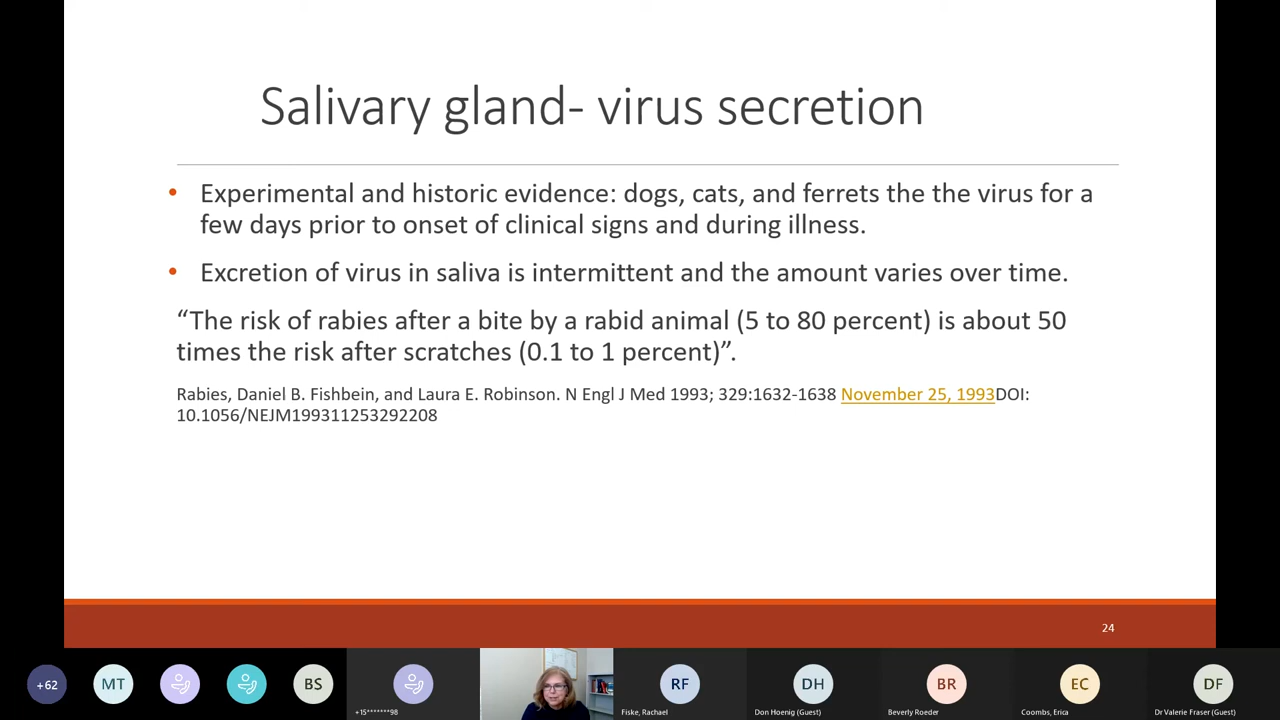 Salivary gland- virus secretion
• Experimental and historic evidence: dogs, cats, and ferrets the the virus for a
few days prior to onset of clinical signs and during illness.
• Excretion of virus in saliva is intermittent and the amount varies over time.
“The risk of rabies after a bite by a rabid animal (5 to 80 percent) is about 50
times the risk after scratches (0.1 to 1 percent)”.
Rabies, Daniel B. Fishbein, and Laura E. Robinson. N Engl J Med 1993; 329:1632-1638 November 25, 1993DOI:
10.1056/NEJM199311253292208
24
+62
MT
BS
RF
DH
BR
EC
DF
+15*******98
Fiske, Rachael
Don Hoenig (Guest)
Beverly Roeder
Coombs, Erica
Dr Valerie Fraser (Guest)